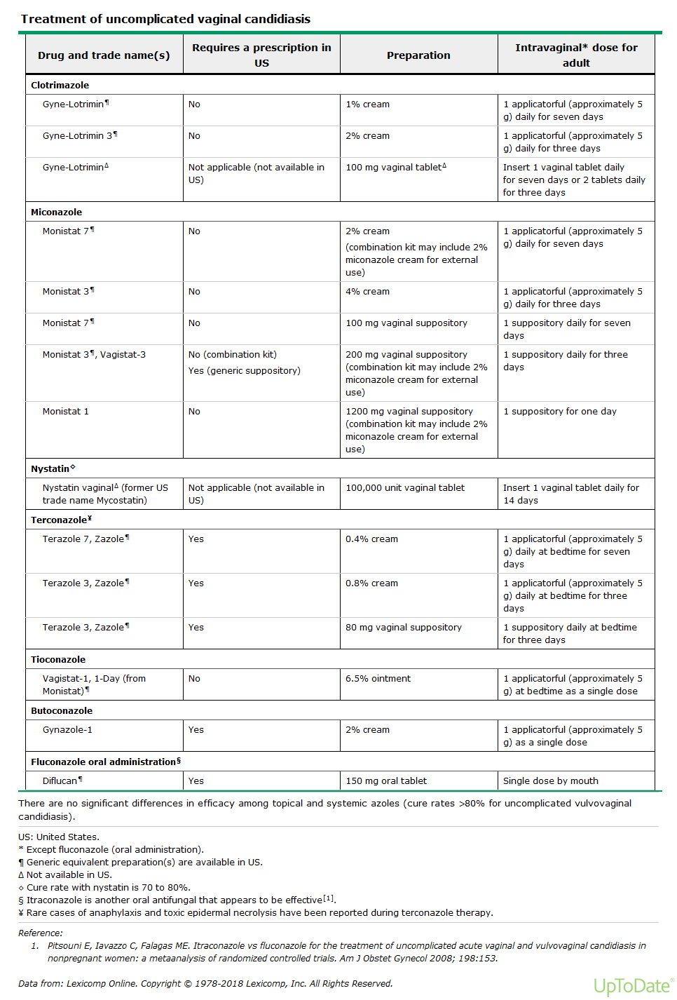 Treatment of uncomplicated vaginal candidiasis
Drug and trade name(s)
Requires a prescription in
US
Preparation
Intravaginal* dose for
adult
Clotrimazole
Gyne-Lotrimin¶
No
1% cream
1 applicatorful (approximately 5
g) daily for seven days
Gyne-Lotrimin 3¶
No
2% cream
1 applicatorful (approximately 5
g) daily for three days
Gyne-LotriminΔ
Not applicable (not available in
US)
100 mg vaginal tabletΔ
Insert 1 vaginal tablet daily
for seven days or 2 tablets daily
for three days
Miconazole
Monistat 7¶
No
2% cream
(combination kit may include 2%
miconazole cream for external
use)
1 applicatorful (approximately 5
g) daily for seven days
Monistat 3¶
No
4% cream
1 applicatorful (approximately 5
g) daily for three days
Monistat 7¶
No
100 mg vaginal suppository
1 suppository daily for seven
days
Monistat 3¶, Vagistat-3
No (combination kit)
Yes (generic suppository)
200 mg vaginal suppository
(combination kit may include 2%
miconazole cream for external
use)
1 suppository daily for three
days
Monistat 1
No
1200 mg vaginal suppository
(combination kit may include 2%
miconazole cream for external
use)
1 suppository for one day
Nystatin◇
Nystatin vaginalΔ (former US
trade name Mycostatin)
Not applicable (not available in
US)
100,000 unit vaginal tablet
Insert 1 vaginal tablet daily for
14 days
Terconazole¥
Terazole 7, Zazole¶
Yes
0.4% cream
1 applicatorful (approximately 5
g) daily at bedtime for seven
days
Terazole 3, Zazole¶
Yes
0.8% cream
1 applicatorful (approximately 5
g) daily at bedtime for three
days
Terazole 3, Zazole¶
Yes
80 mg vaginal suppository
1 suppository daily at bedtime
for three days
Tioconazole
Vagistat-1, 1-Day (from
Monistat)¶
No
6.5% ointment
1 applicatorful (approximately 5
g) at bedtime as a single dose
Butoconazole
Gynazole-1
Yes
2% cream
1 applicatorful (approximately 5
g) as a single dose
Fluconazole oral administration§
Diflucan¶
Yes
150 mg oral tablet
Single dose by mouth
There are no significant differences in efficacy among topical and systemic azoles (cure rates >80% for uncomplicated vulvovaginal
candidiasis).
US: United States.
* Except fluconazole (oral administration).
¶ Generic equivalent preparation(s) are available in US.
Δ Not available in US.
◇ Cure rate with nystatin is 70 to 80%.
§ Itraconazole is another oral antifungal that appears to be effective[1].
¥ Rare cases of anaphylaxis and toxic epidermal necrolysis have been reported during terconazole therapy.
Reference:
1. Pitsouni E, Iavazzo C, Falagas ME. Itraconazole vs fluconazole for the treatment of uncomplicated acute vaginal and vulvovaginal candidiasis in
nonpregnant women: a metaanalysis of randomized controlled trials. Am J Obstet Gynecol 2008; 198:153.
Data from: Lexicomp Online. Copyright © 1978-2018 Lexicomp, Inc. All Rights Reserved.
UpToDate®